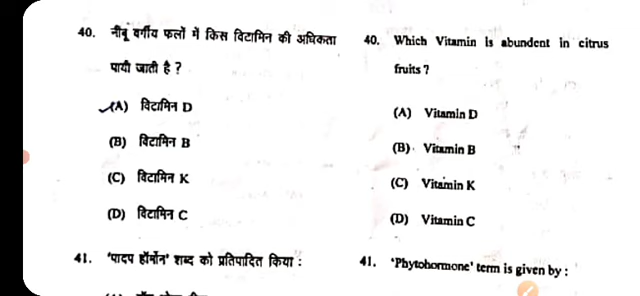 40. नीबू वर्गीय फलों में किस विटामिन की अधिकता
पायी जाती है ?
(A) विटामिन D
(B) विटामिन B
(C) विटामिन K
(D) विटामिन C
41. 'पादप हॉर्मोन' शब्द को प्रतिपादित किया :
40. Which Vitamin is abundent in citrus
fruits ?
(A) Vitamin D
(B) Vitamin B
(C) Vitamin K
(D) Vitamin C
41. 'Phytohormone' term is given by :